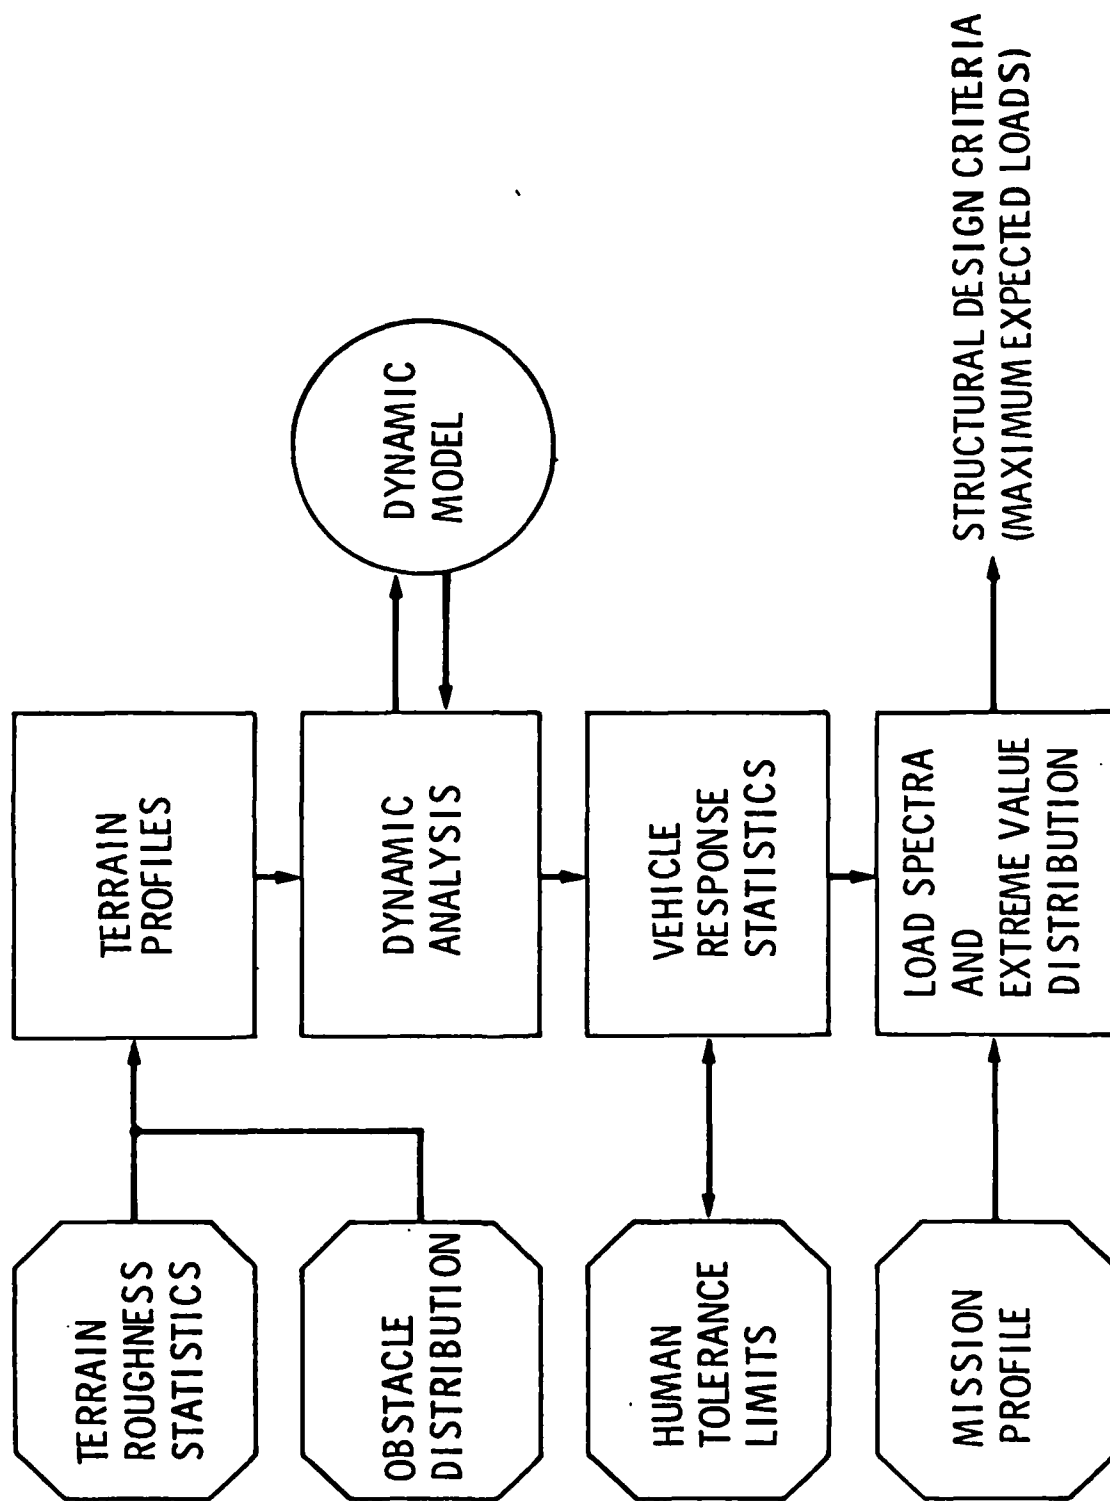 TERRAIN
ROUGHNESS
STATISTICS
TERRAIN
PROFILES
OBSTACLE
DISTRIBUTION
DYNAMIC
ANALYSIS
DYNAMIC
MODEL
HUMAN
TOLERANCE
LIMITS
VEHICLE
RESPONSE
STATISTICS
MISSION
PROFILE
LOAD SPECTRA
AND
EXTREME VALUE
DISTRIBUTION
STRUCTURAL DESIGN CRITERIA
(MAXIMUM EXPECTED LOADS)